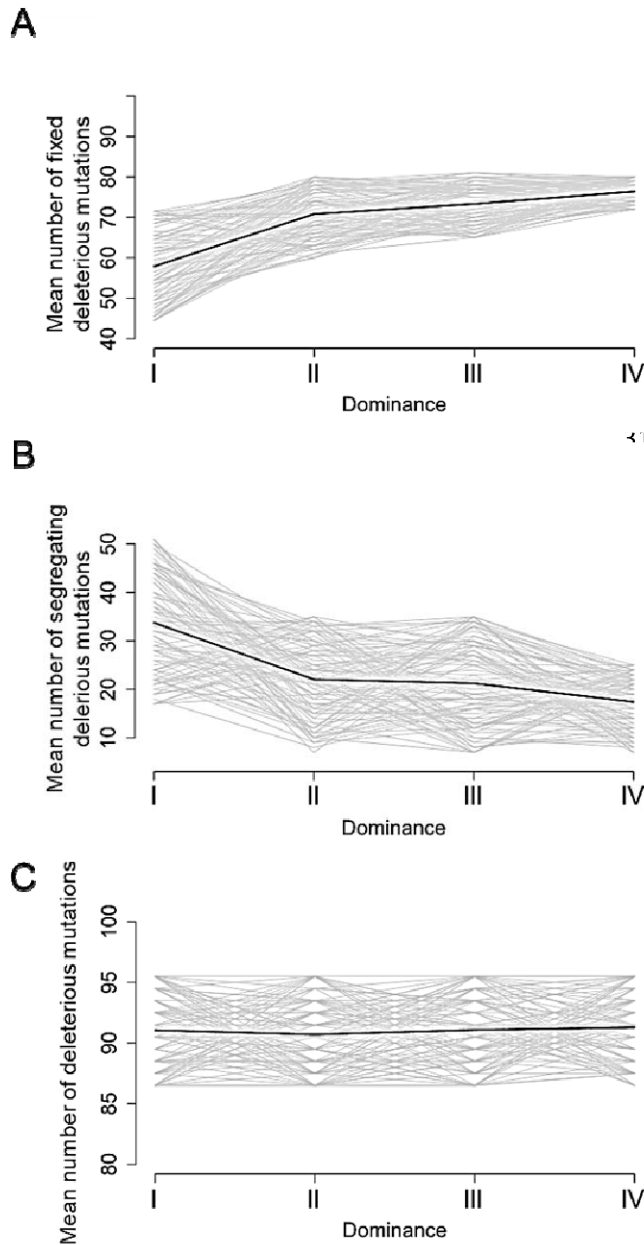 A
Mean number of fixed
deleterious mutations
90
80
70
60
50
40
I II III IV
Dominance
B
Mean number of segregating
delerious mutations
50
40
30
20
10
I II III IV
Dominance
C
Mean number of deleterious mutations
100
95
90
85
80
I II III IV
Dominance